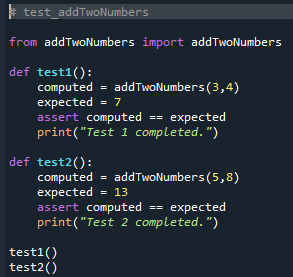 # test_addTwoNumbers
from addTwoNumbers import addTwoNumbers
def test1():
    computed = addTwoNumbers(3,4)
    expected = 7
    assert computed == expected
    print("Test 1 completed.")
def test2():
    computed = addTwoNumbers(5,8)
    expected = 13
    assert computed == expected
    print("Test 2 completed.")
test1()
test2()